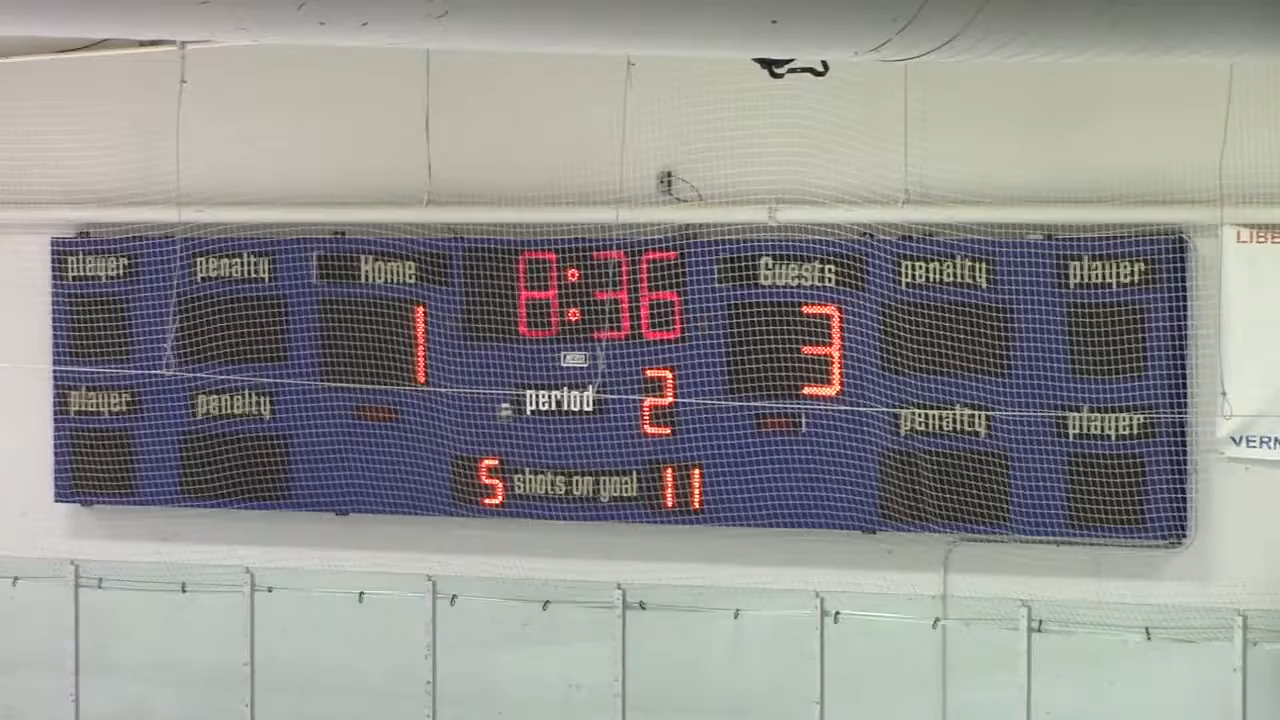 player penalty Home 8:36 Guests penalty player
1 3
period 2
player penalty penalty player
5 shots on goal 11
LIBE
VERN